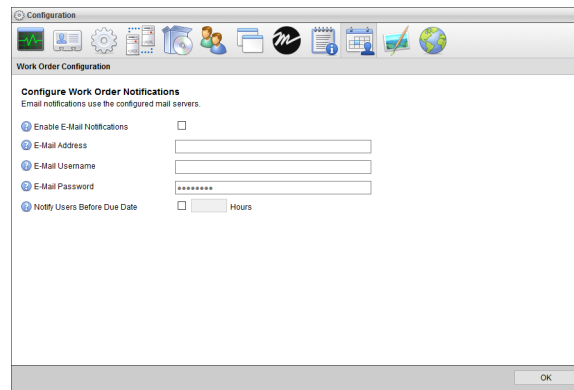 Configuration
Work Order Configuration
Configure Work Order Notifications
Email notifications use the configured mail servers.
Enable E-Mail Notifications
E-Mail Address
E-Mail Username
E-Mail Password
Notify Users Before Due Date
Hours
OK